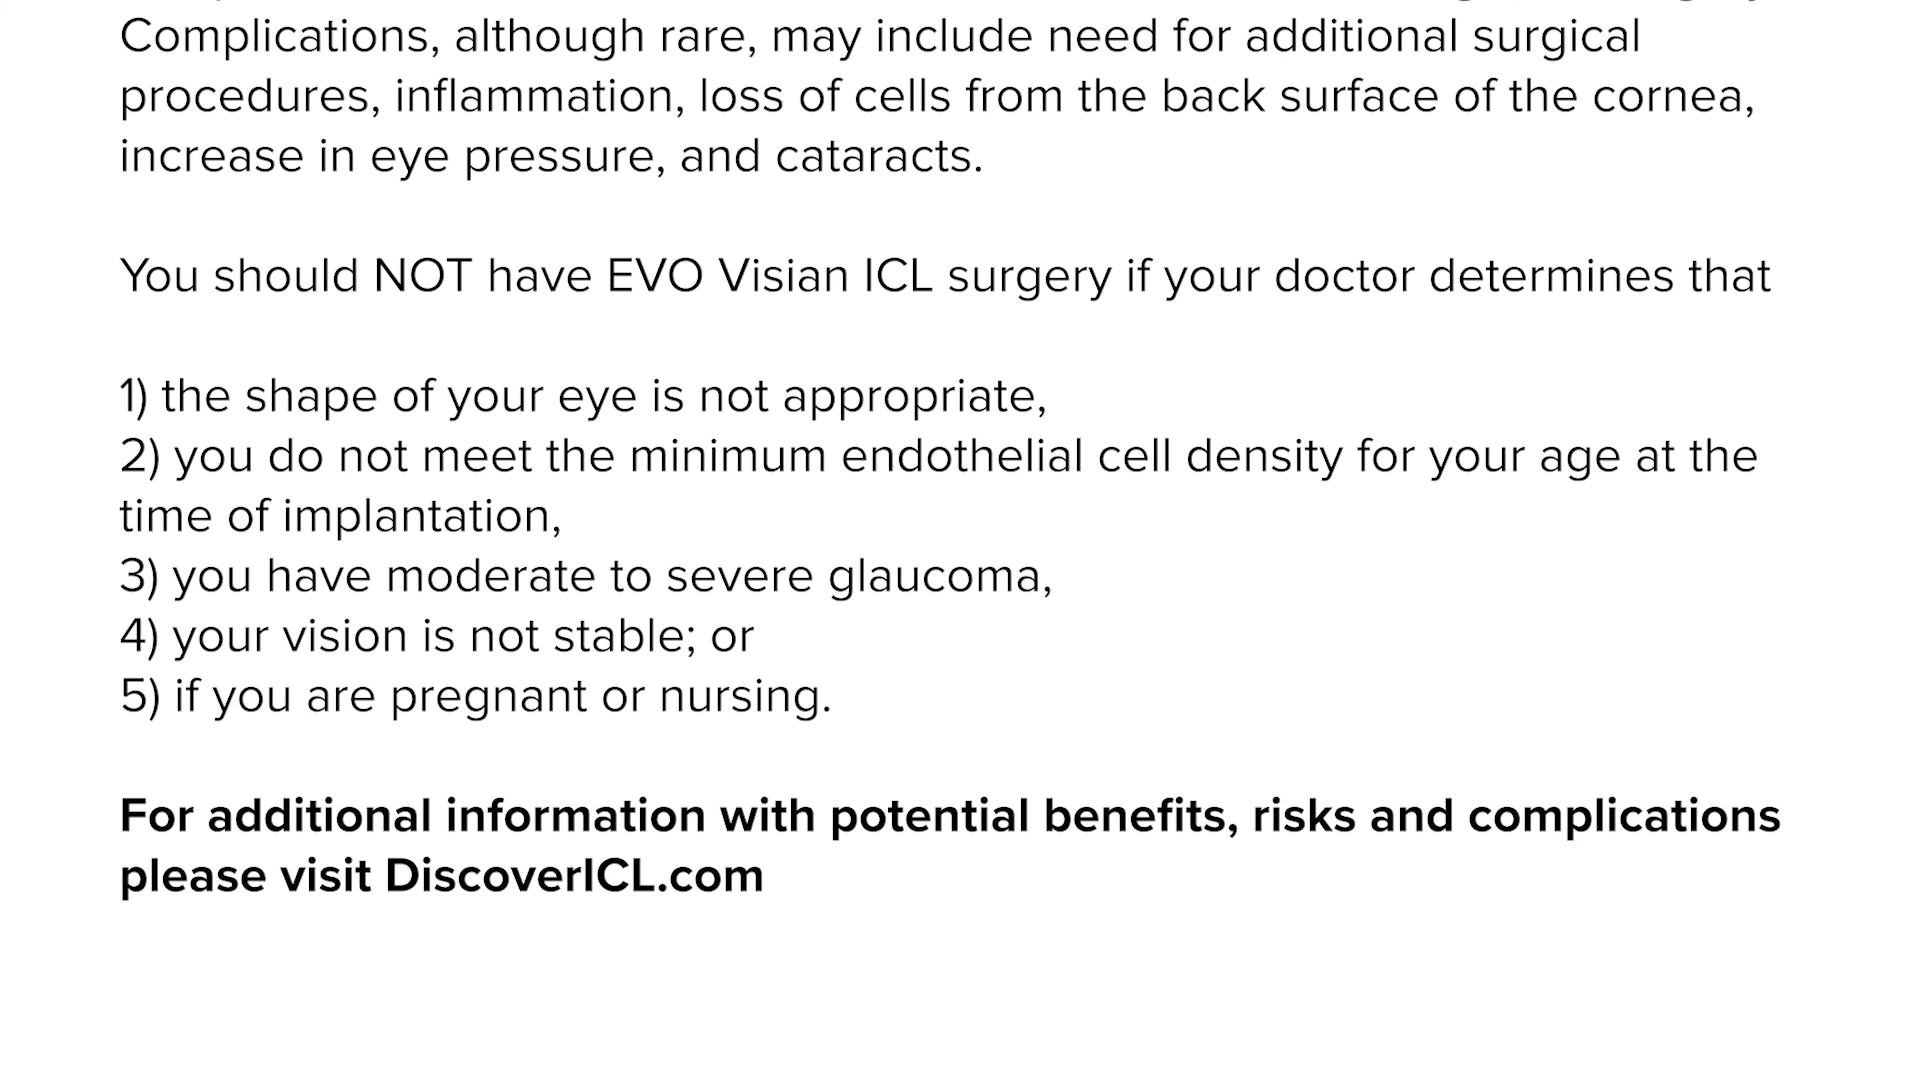 Complications, although rare, may include need for additional surgical
procedures, inflammation, loss of cells from the back surface of the cornea,
increase in eye pressure, and cataracts.
You should NOT have EVO Visian ICL surgery if your doctor determines that
1) the shape of your eye is not appropriate,
2) you do not meet the minimum endothelial cell density for your age at the
time of implantation,
3) you have moderate to severe glaucoma,
4) your vision is not stable; or
5) if you are pregnant or nursing.
For additional information with potential benefits, risks and complications
please visit DiscoverICL.com